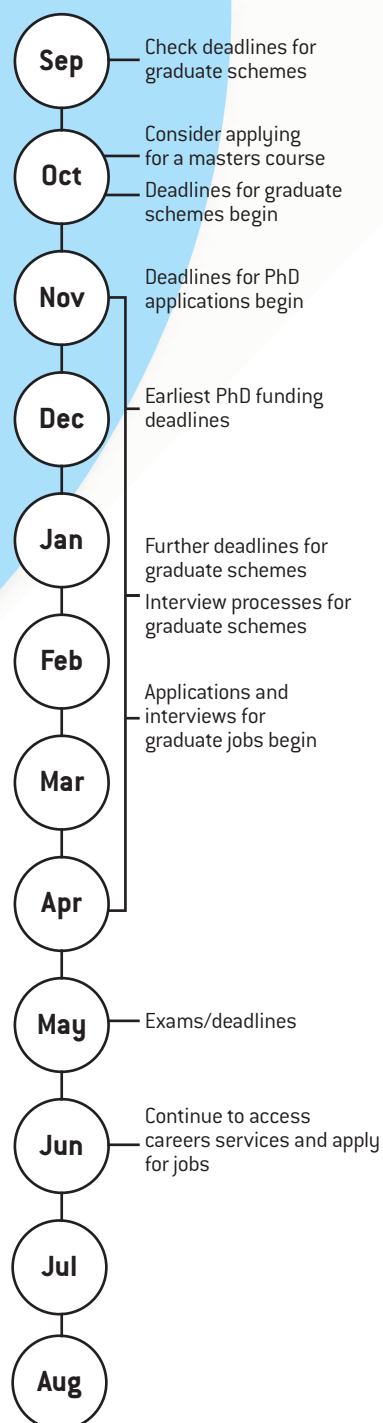 Sep
Check deadlines for
graduate schemes
Oct
Consider applying
for a masters course
Deadlines for graduate
schemes begin
Nov
Deadlines for PhD
applications begin
Dec
Earliest PhD funding
deadlines
Jan
Further deadlines for
graduate schemes
Interview processes for
graduate schemes
Feb
Applications and
interviews for
graduate jobs begin
Mar
Apr
May
Exams/deadlines
Jun
Continue to access
careers services and apply
for jobs
Jul
Aug